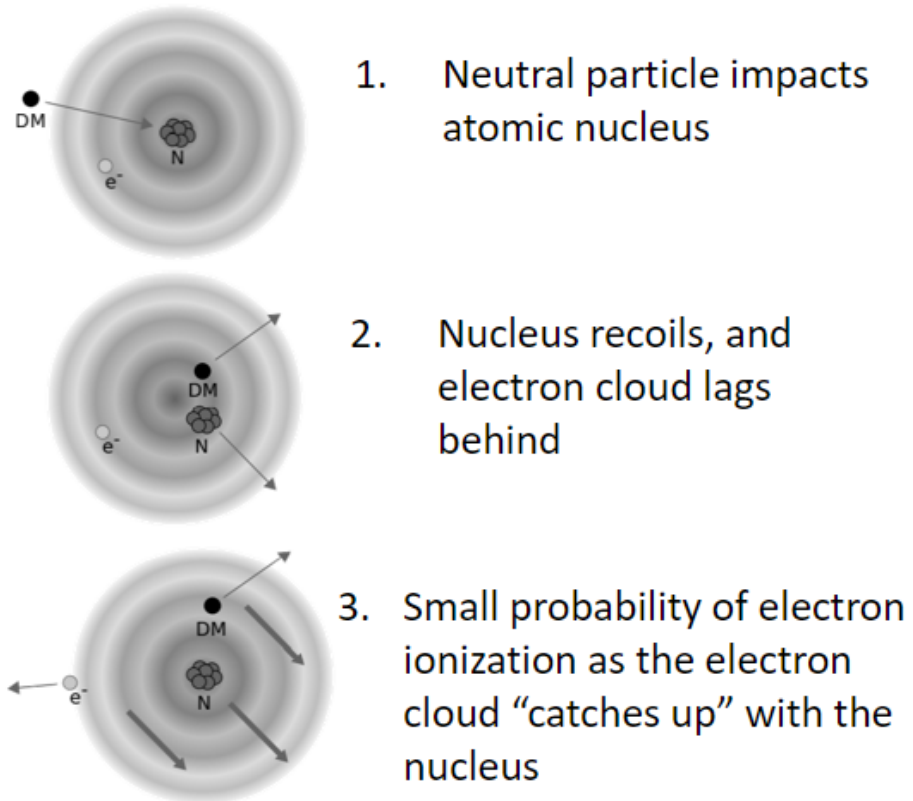 1. Neutral particle impacts
atomic nucleus
DM
N
e-
2. Nucleus recoils, and
electron cloud lags
behind
DM
N
e-
3. Small probability of electron
ionization as the electron
cloud “catches up” with the
nucleus
DM
N
e-